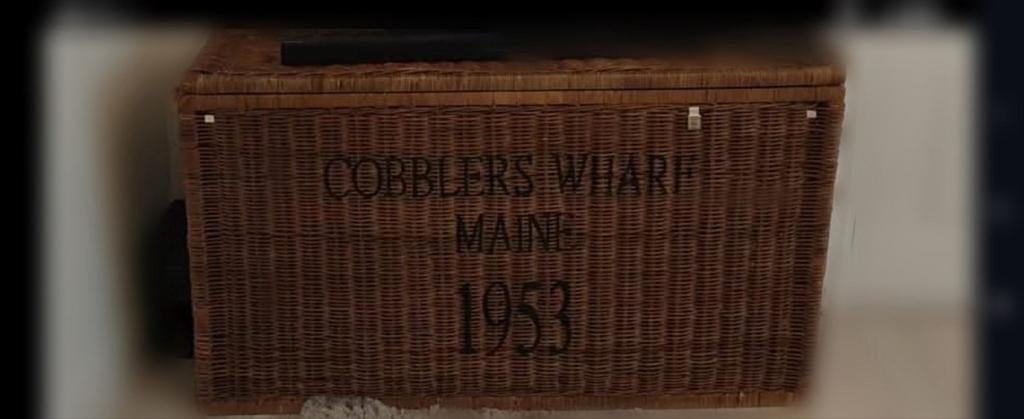 COBBLERS WHARF
MAINE
1953